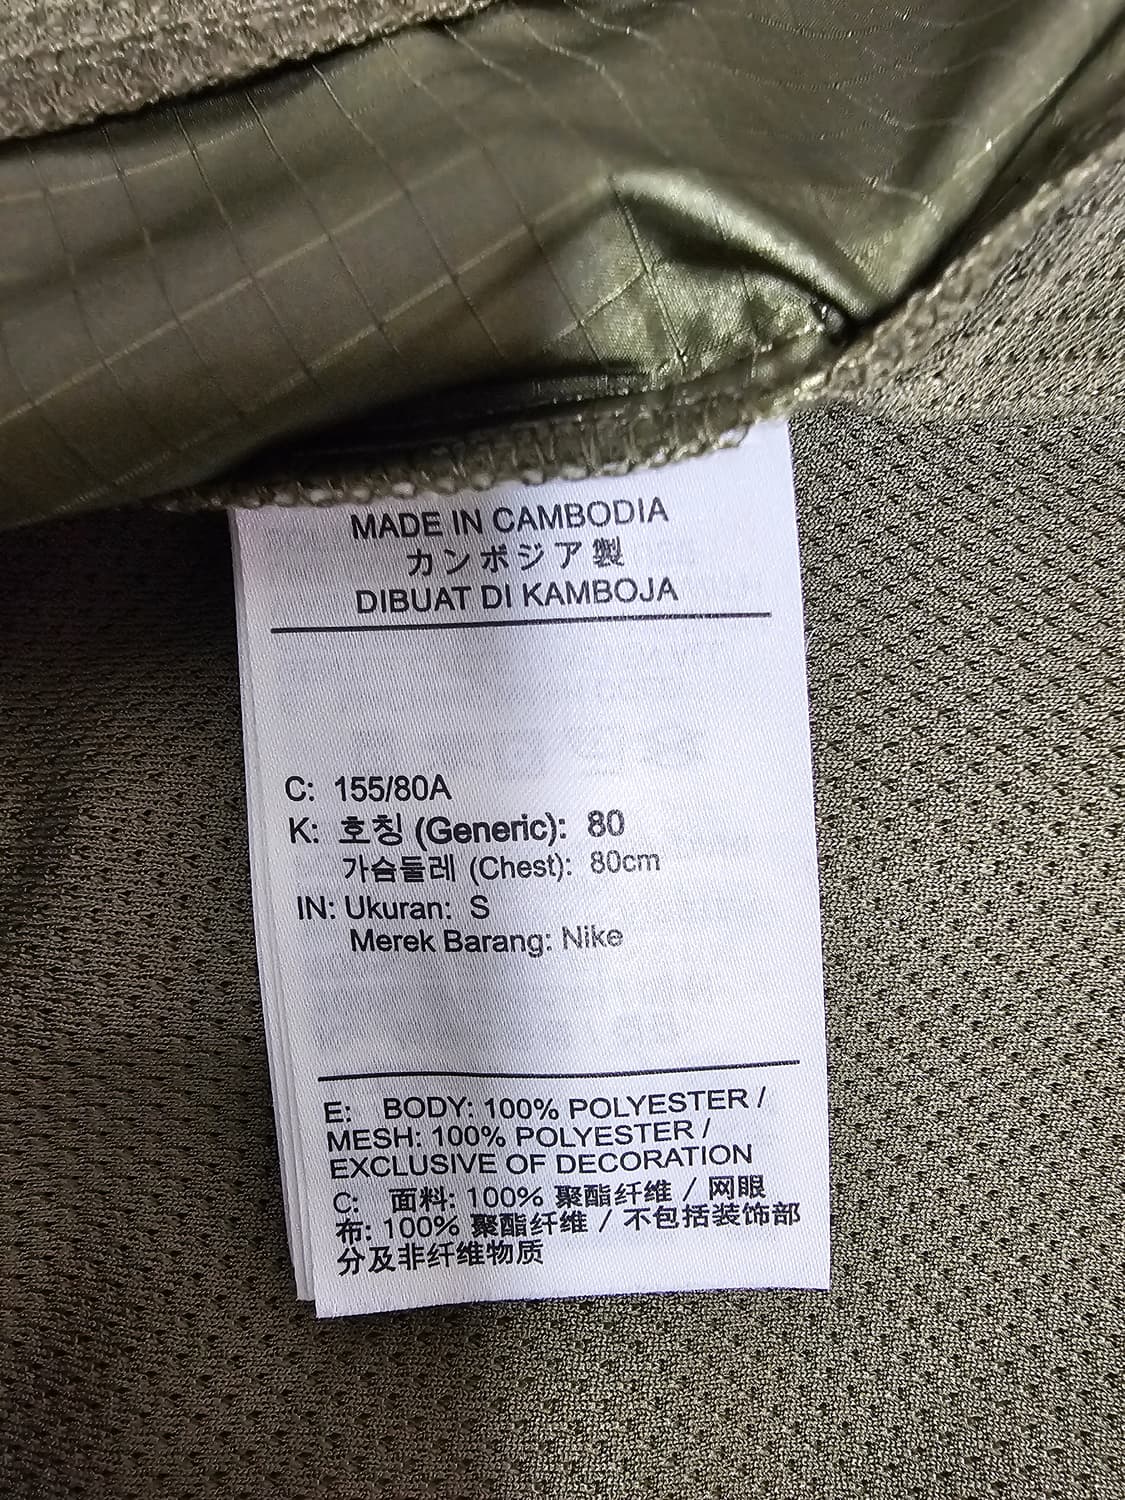 MADE IN CAMBODIA
カンボジア製
DIBUAT DI KAMBOJA
C: 155/80A
K: 호칭 (Generic): 80
가슴둘레 (Chest): 80cm
IN: Ukuran: S
Merek Barang: Nike
E: BODY: 100% POLYESTER /
MESH: 100% POLYESTER /
EXCLUSIVE OF DECORATION
C: 面料: 100% 聚酯纤维 / 网眼
布: 100% 聚酯纤维 / 不包括装饰部
分及非纤维物质